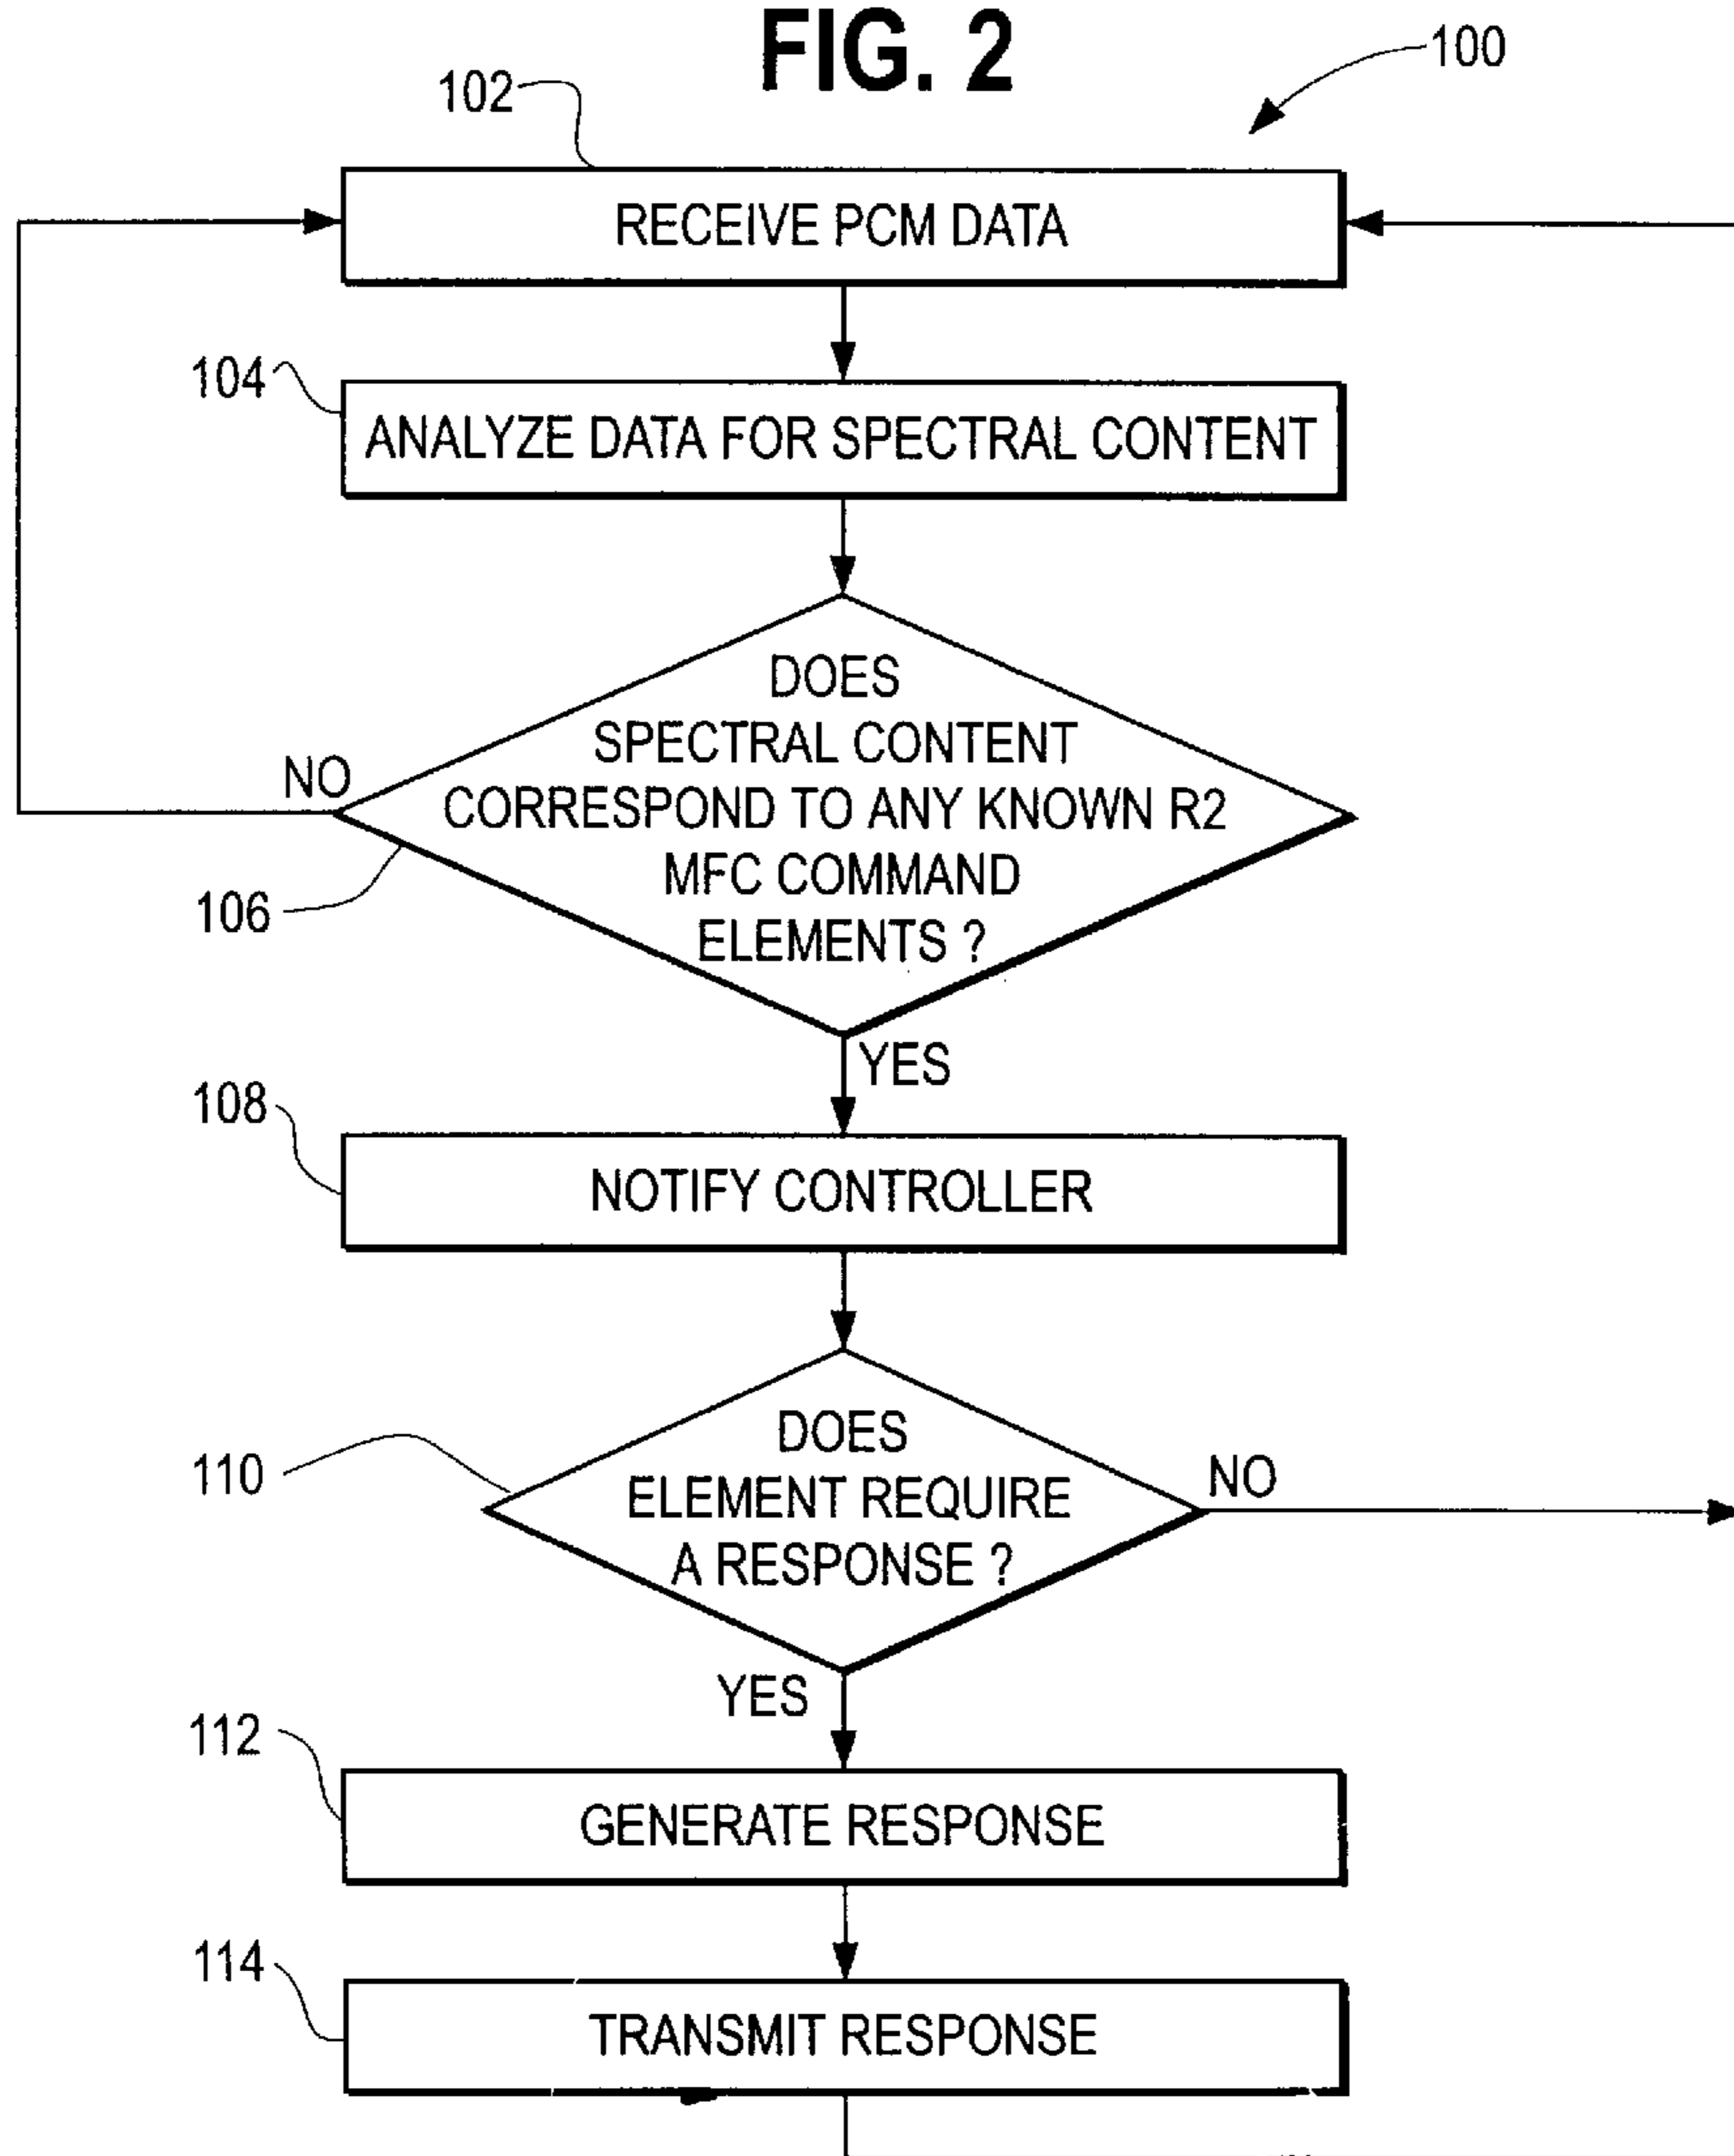 FIG. 2
100
102
RECEIVE PCM DATA
104
ANALYZE DATA FOR SPECTRAL CONTENT
DOES
SPECTRAL CONTENT
CORRESPOND TO ANY KNOWN R2
MFC COMMAND
ELEMENTS ?
NO
106
YES
108
NOTIFY CONTROLLER
110
DOES
ELEMENT REQUIRE
A RESPONSE ?
NO
YES
112
GENERATE RESPONSE
114
TRANSMIT RESPONSE